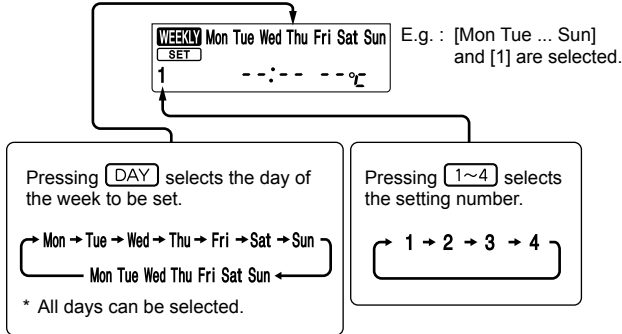 WEEKLY Mon Tue Wed Thu Fri Sat Sun
SET
1 --:-- --°C
E.g. : [Mon Tue ... Sun]
and [1] are selected.
Pressing DAY selects the day of
the week to be set.
Mon → Tue → Wed → Thu → Fri → Sat → Sun
Mon Tue Wed Thu Fri Sat Sun
* All days can be selected.
Pressing 1~4 selects
the setting number.
1 → 2 → 3 → 4